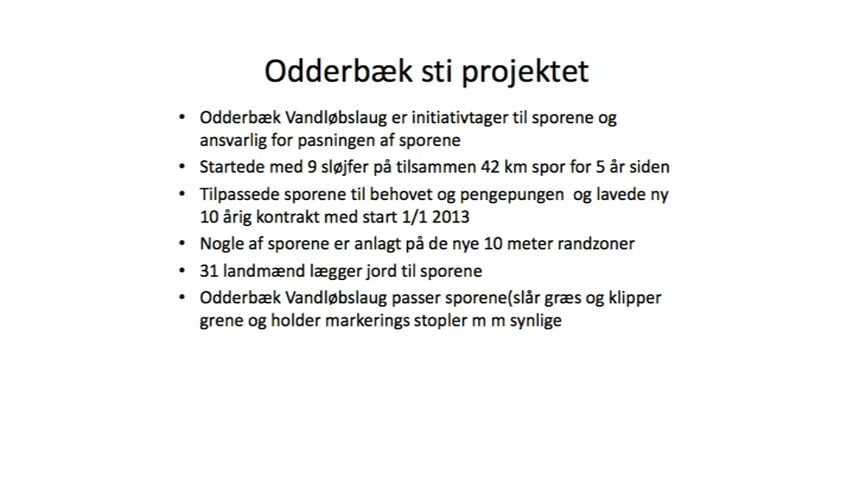 Odderbæk sti projektet
• Odderbæk Vandløbslaug er initiativtager til sporene og
ansvarlig for pasningen af sporene
• Startede med 9 sløjfer på tilsammen 42 km spor for 5 år siden
• Tilpassede sporene til behovet og pengepungen  og lavede ny
10 årig kontrakt med start 1/1 2013
• Nogle af sporene er anlagt på de nye 10 meter randzoner
• 31 landmænd lægger jord til sporene
• Odderbæk Vandløbslaug passer sporene(slår græs og klipper
grene og holder markerings stopler m m synlige